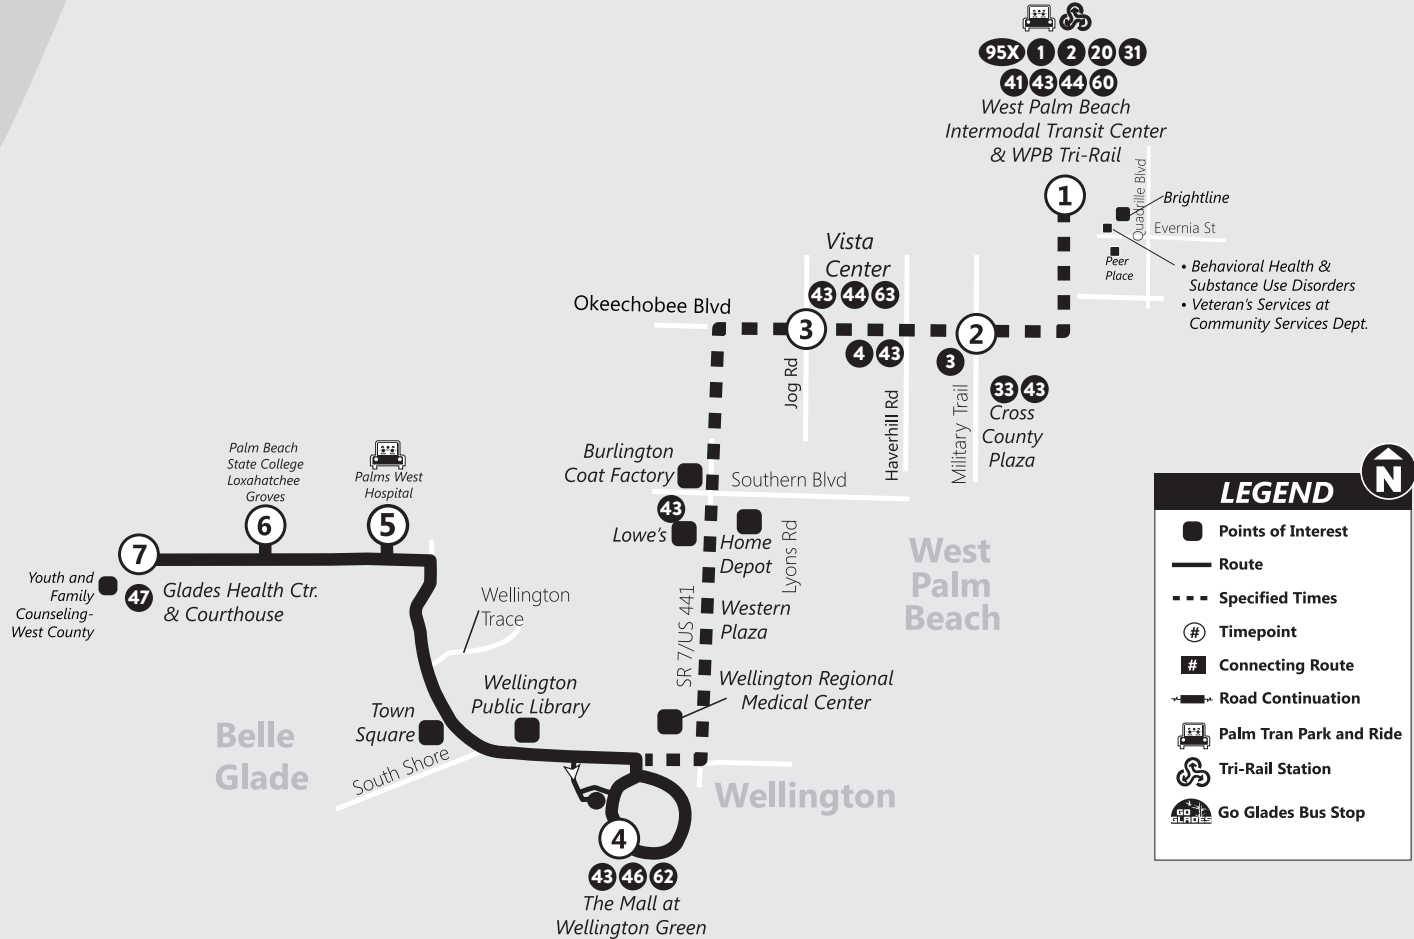 95X 1 2 20 31
41 43 44 60
West Palm Beach
Intermodal Transit Center
& WPB Tri-Rail
1
Quadrille Blvd
Brightline
Evernia St
Peer
Place
• Behavioral Health &
Substance Use Disorders
• Veteran's Services at
Community Services Dept.
Vista
Center
43 44 63
Okeechobee Blvd
3
2
4 43
3
Jog Rd
Haverhill Rd
Military Trail
33 43
Cross
County
Plaza
Burlington
Coat Factory
Southern Blvd
43
Lowe's
Home
Depot
Lyons Rd
West
Palm
Beach
Palm Beach
State College
Loxahatchee
Groves
Palms West
Hospital
6
5
7
Youth and
Family
Counseling-
West County
47
Glades Health Ctr.
& Courthouse
Wellington
Trace
SR 7/US 441
Western
Plaza
Wellington Regional
Medical Center
Wellington
Public Library
Town
Square
South Shore
Belle
Glade
Wellington
4
43 46 62
The Mall at
Wellington Green
N
LEGEND
Points of Interest
Route
Specified Times
# Timepoint
# Connecting Route
Road Continuation
Palm Tran Park and Ride
Tri-Rail Station
GO GLADES Go Glades Bus Stop